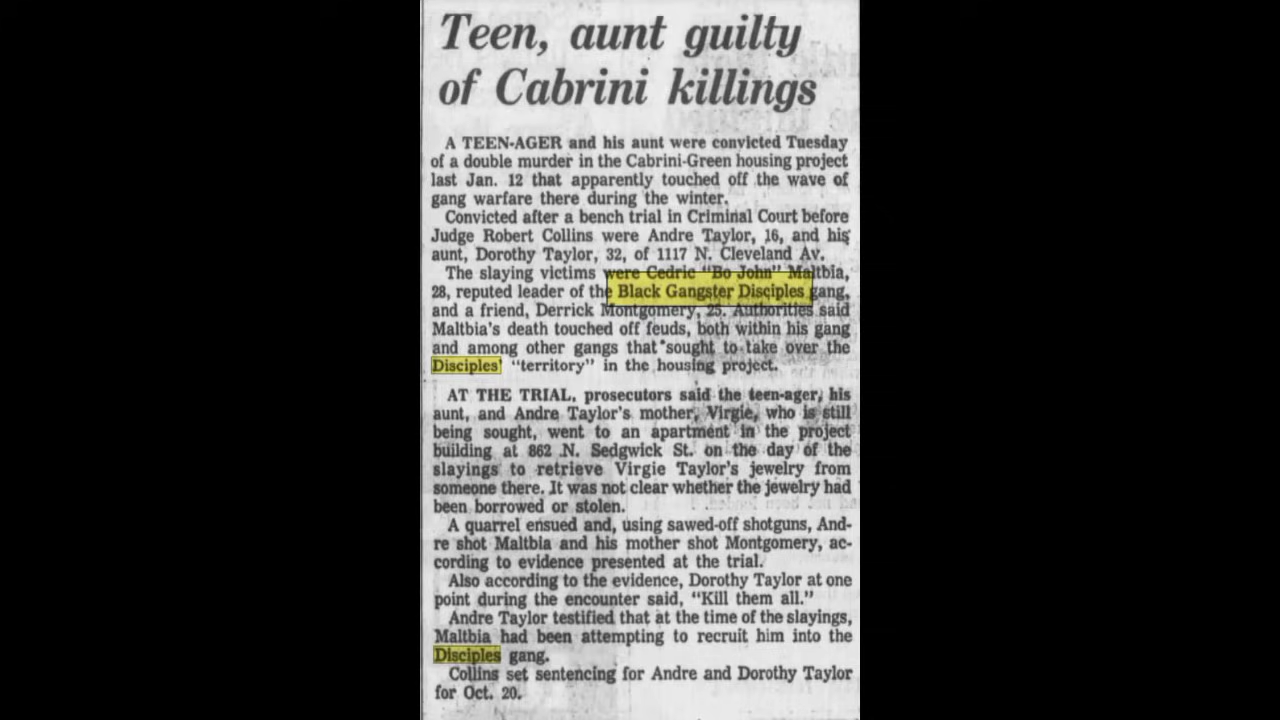 Teen, aunt guilty
of Cabrini killings
A TEEN-AGER and his aunt were convicted Tuesday
of a double murder in the Cabrini-Green housing project
last Jan. 12 that apparently touched off the wave of
gang warfare there during the winter.
Convicted after a bench trial in Criminal Court before
Judge Robert Collins were Andre Taylor, 16, and his
aunt, Dorothy Taylor, 32, of 1117 N. Cleveland Av.
The slaying victims were Cedric "Bo John" Maltbia,
28, reputed leader of the Black Gangster Disciples gang,
and a friend, Derrick Montgomery, 25. Authorities said
Maltbia's death touched off feuds, both within his gang
and among other gangs that sought to take over the
Disciples' "territory" in the housing project.
AT THE TRIAL, prosecutors said the teen-ager, his
aunt, and Andre Taylor's mother, Virgie, who is still
being sought, went to an apartment in the project
building at 862 N. Sedgwick St. on the day of the
slayings to retrieve Virgie Taylor's jewelry from
someone there. It was not clear whether the jewelry had
been borrowed or stolen.
A quarrel ensued and, using sawed-off shotguns, And-
re shot Maltbia and his mother shot Montgomery, ac-
cording to evidence presented at the trial.
Also according to the evidence, Dorothy Taylor at one
point during the encounter said, "Kill them all."
Andre Taylor testified that at the time of the slayings,
Maltbia had been attempting to recruit him into the
Disciples gang.
Collins set sentencing for Andre and Dorothy Taylor
for Oct. 20.